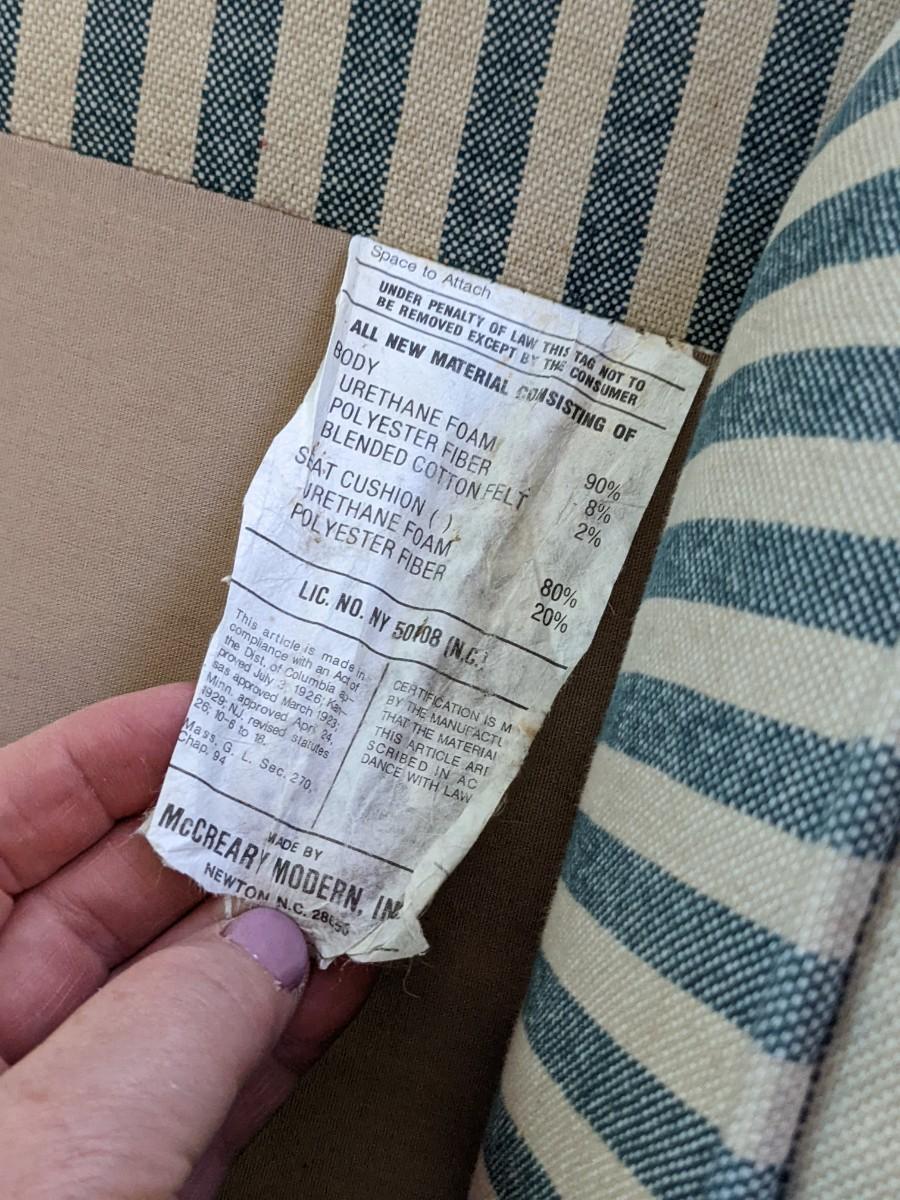 Space to Attach
UNDER PENALTY OF LAW THIS TAG NOT TO
BE REMOVED EXCEPT BY THE CONSUMER
ALL NEW MATERIAL CONSISTING OF
BODY
URETHANE FOAM 90%
POLYESTER FIBER 8%
BLENDED COTTON FELT 2%
SEAT CUSHION ( )
URETHANE FOAM 80%
POLYESTER FIBER 20%
LIC. NO. NY (N.C.)
This article is made in
compliance with an Act of
the Dist. of Columbia ap-
proved July 3, 1926; Kan-
sas approved March 1923;
Minn. approved April 24,
1929; NJ, revised statutes
26; 10-6 to 18.
Mass. G. L. Sec. 270,
Chap. 94
CERTIFICATION IS M
BY THE MANUFACTU
THAT THE MATERIAL
THIS ARTICLE ARE
SCRIBED IN AC
DANCE WITH LAW
MADE BY
McCREARY MODERN, IN
NEWTON N.C.